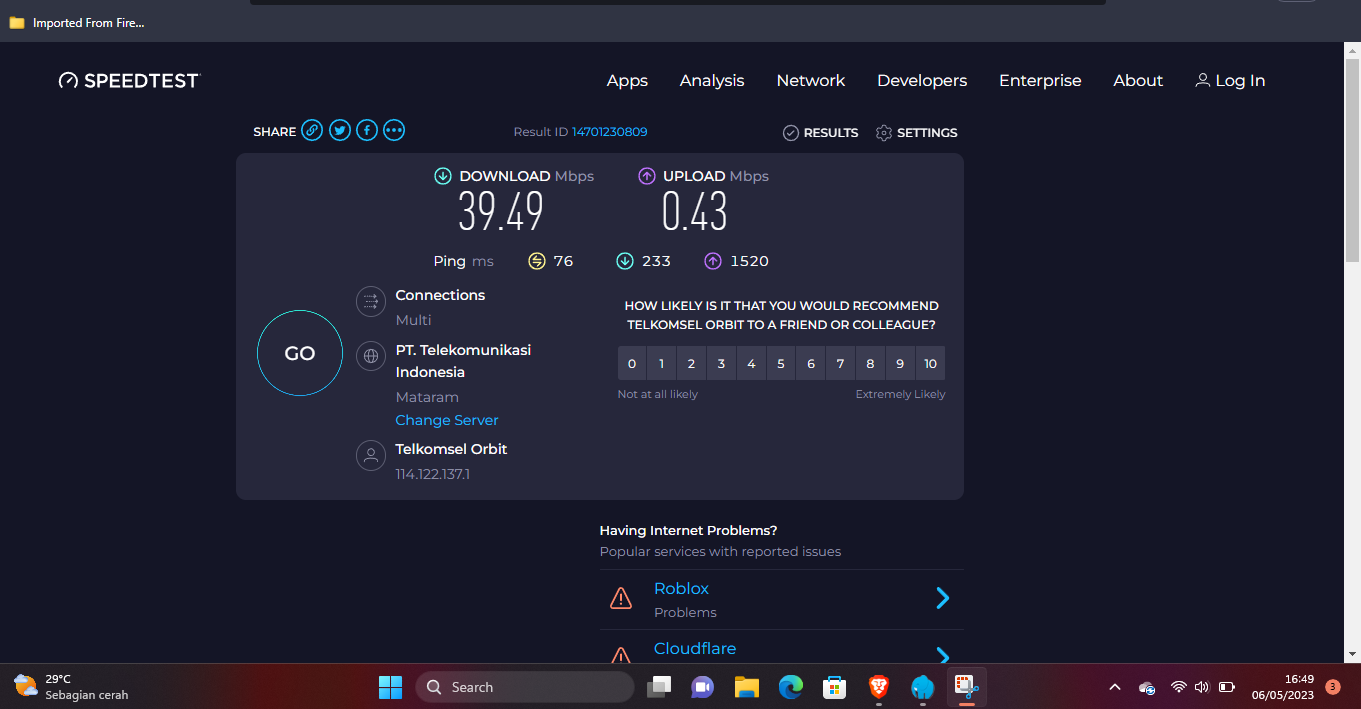 Imported From Fire...
SPEEDTEST
Apps Analysis Network Developers Enterprise About Log In
SHARE Result ID 14701230809 RESULTS SETTINGS
DOWNLOAD Mbps UPLOAD Mbps
39.49 0.43
Ping ms 76 233 1520
GO
Connections
Multi
PT. Telekomunikasi
Indonesia
Mataram
Change Server
Telkomsel Orbit
114.122.137.1
HOW LIKELY IS IT THAT YOU WOULD RECOMMEND
TELKOMSEL ORBIT TO A FRIEND OR COLLEAGUE?
0 1 2 3 4 5 6 7 8 9 10
Not at all likely Extremely Likely
Having Internet Problems?
Popular services with reported issues
Roblox
Problems
Cloudflare
29°C
Sebagian cerah
Search
16:49
06/05/2023
3